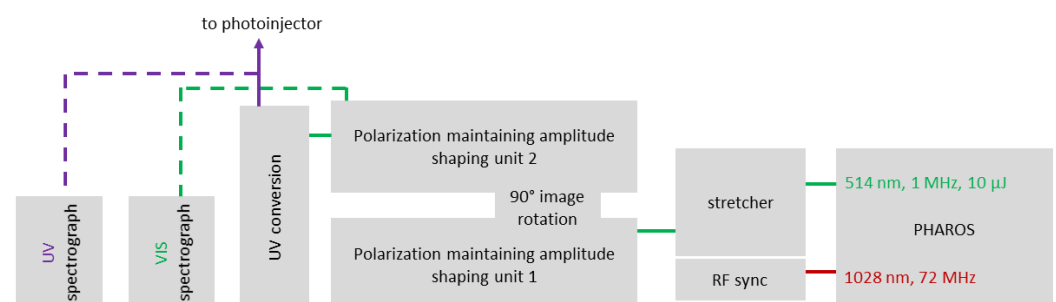 to photoinjector
UV
spectrograph
VIS
spectrograph
UV conversion
Polarization maintaining amplitude
shaping unit 2
90° image
rotation
Polarization maintaining amplitude
shaping unit 1
stretcher
RF sync
514 nm, 1 MHz, 10 µJ
PHAROS
1028 nm, 72 MHz